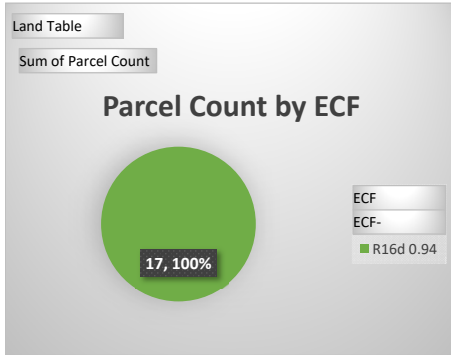 Land Table
Sum of Parcel Count
Parcel Count by ECF
17, 100%
ECF
ECF-
R16d 0.94